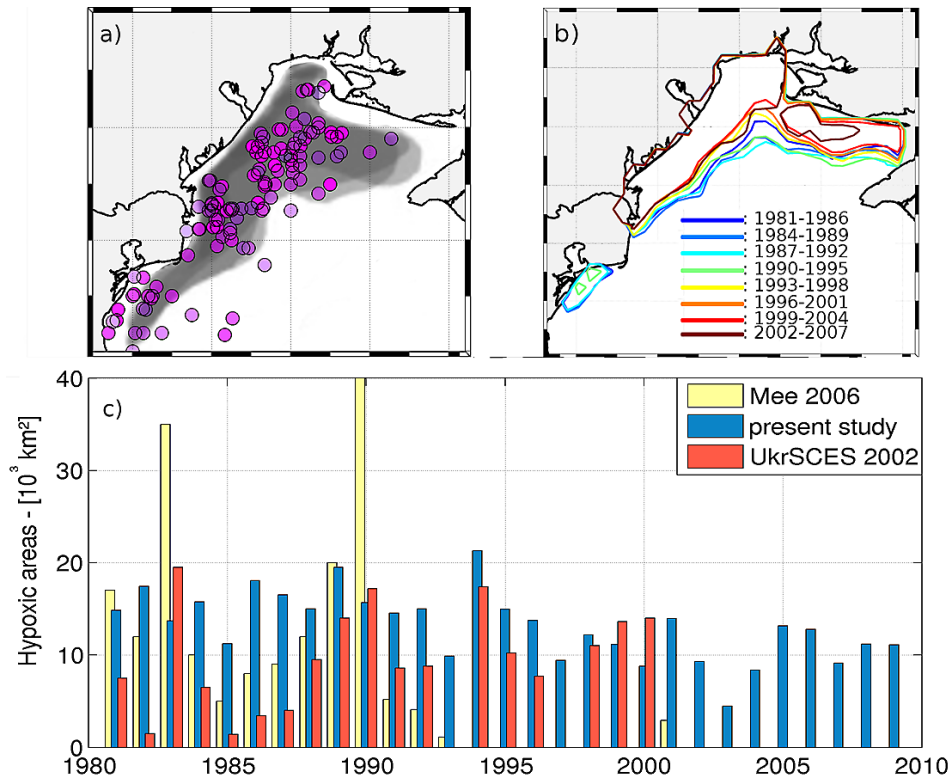 a)
b)
: 1981-1986
: 1984-1989
: 1987-1992
: 1990-1995
: 1993-1998
: 1996-2001
: 1999-2004
: 2002-2007
c)
Mee 2006
present study
UkrSCES 2002
Hypoxic areas - [10³ km²]
40
30
20
10
0
1980 1985 1990 1995 2000 2005 2010